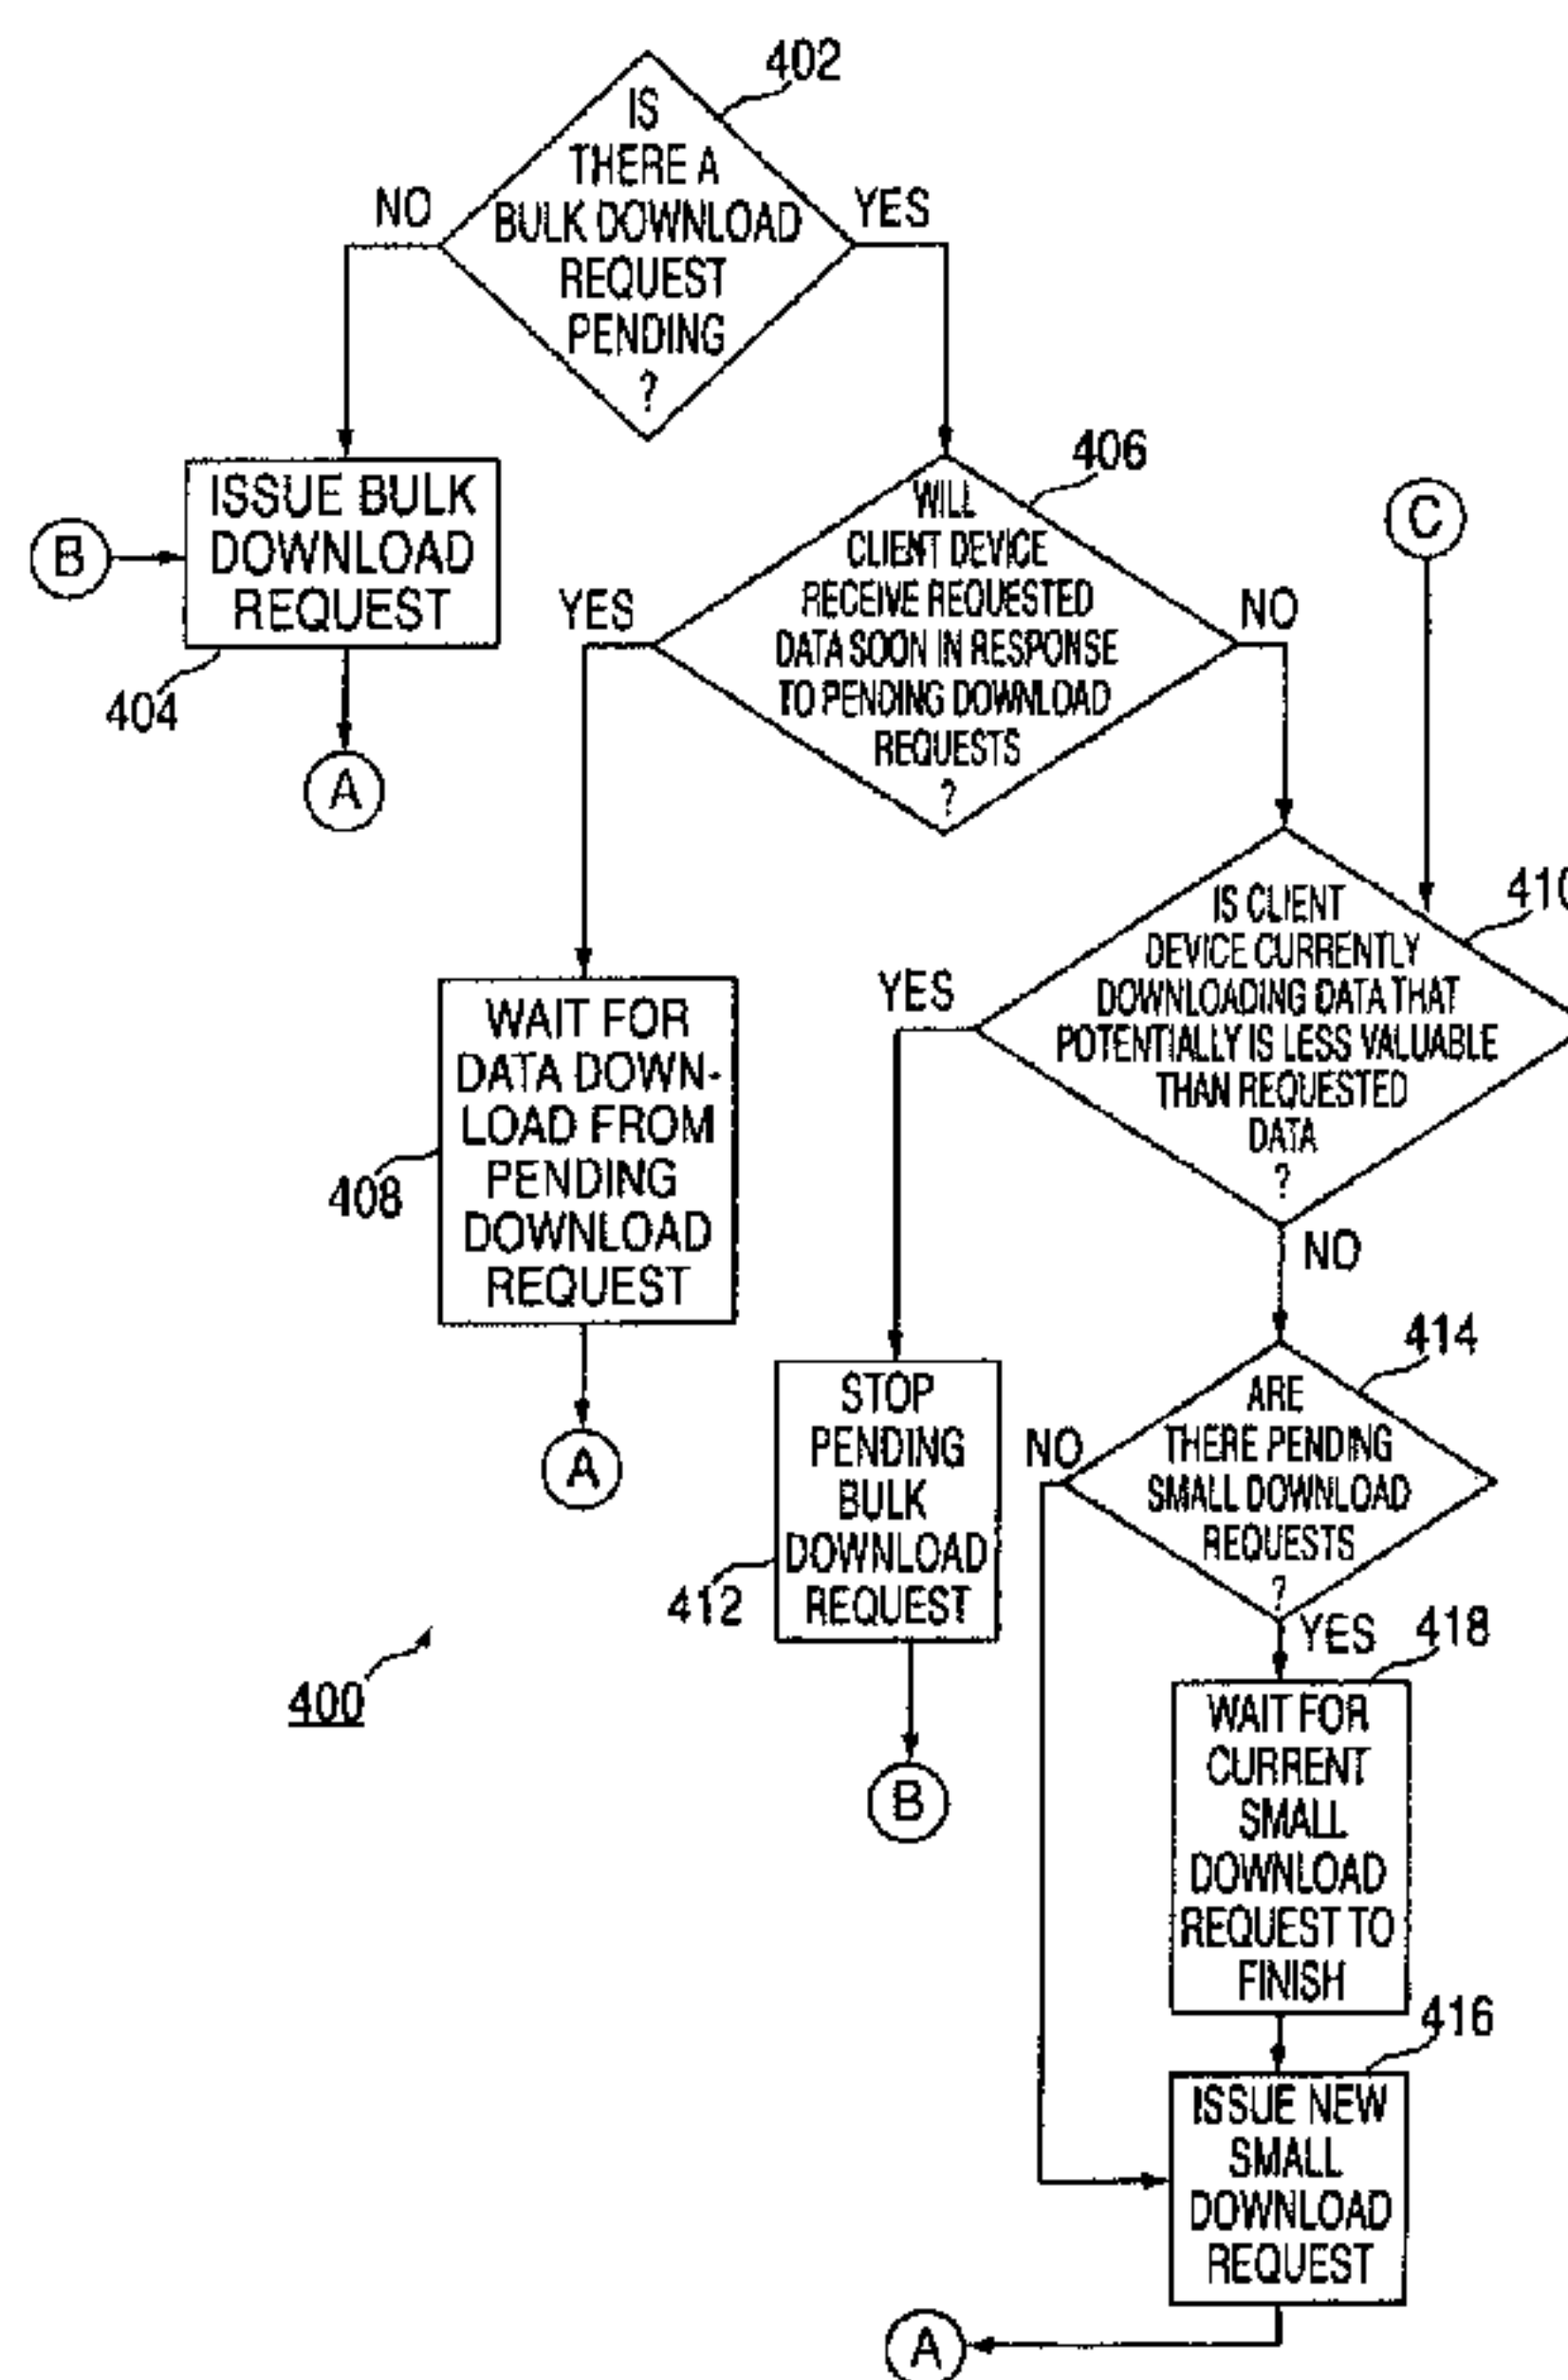 402
IS
THERE A
BULK DOWNLOAD
REQUEST
PENDING
?
NO
YES
ISSUE BULK
DOWNLOAD
REQUEST
B
404
A
406
WILL
CLIENT DEVICE
RECEIVE REQUESTED
DATA SOON IN RESPONSE
TO PENDING DOWNLOAD
REQUESTS
?
YES
NO
C
WAIT FOR
DATA DOWN-
LOAD FROM
PENDING
DOWNLOAD
REQUEST
408
A
410
IS CLIENT
DEVICE CURRENTLY
DOWNLOADING DATA THAT
POTENTIALLY IS LESS VALUABLE
THAN REQUESTED
DATA
?
YES
NO
STOP
PENDING
BULK
DOWNLOAD
REQUEST
412
B
414
ARE
THERE PENDING
SMALL DOWNLOAD
REQUESTS
?
NO
YES
418
WAIT FOR
CURRENT
SMALL
DOWNLOAD
REQUEST TO
FINISH
416
ISSUE NEW
SMALL
DOWNLOAD
REQUEST
A
400